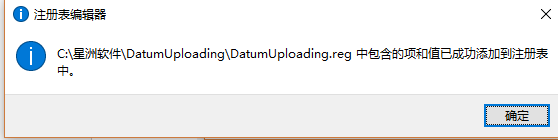 注册表编辑器
C:\星洲软件\DatumUploading\DatumUploading.reg 中包含的项和值已成功添加到注册表
中。
确定